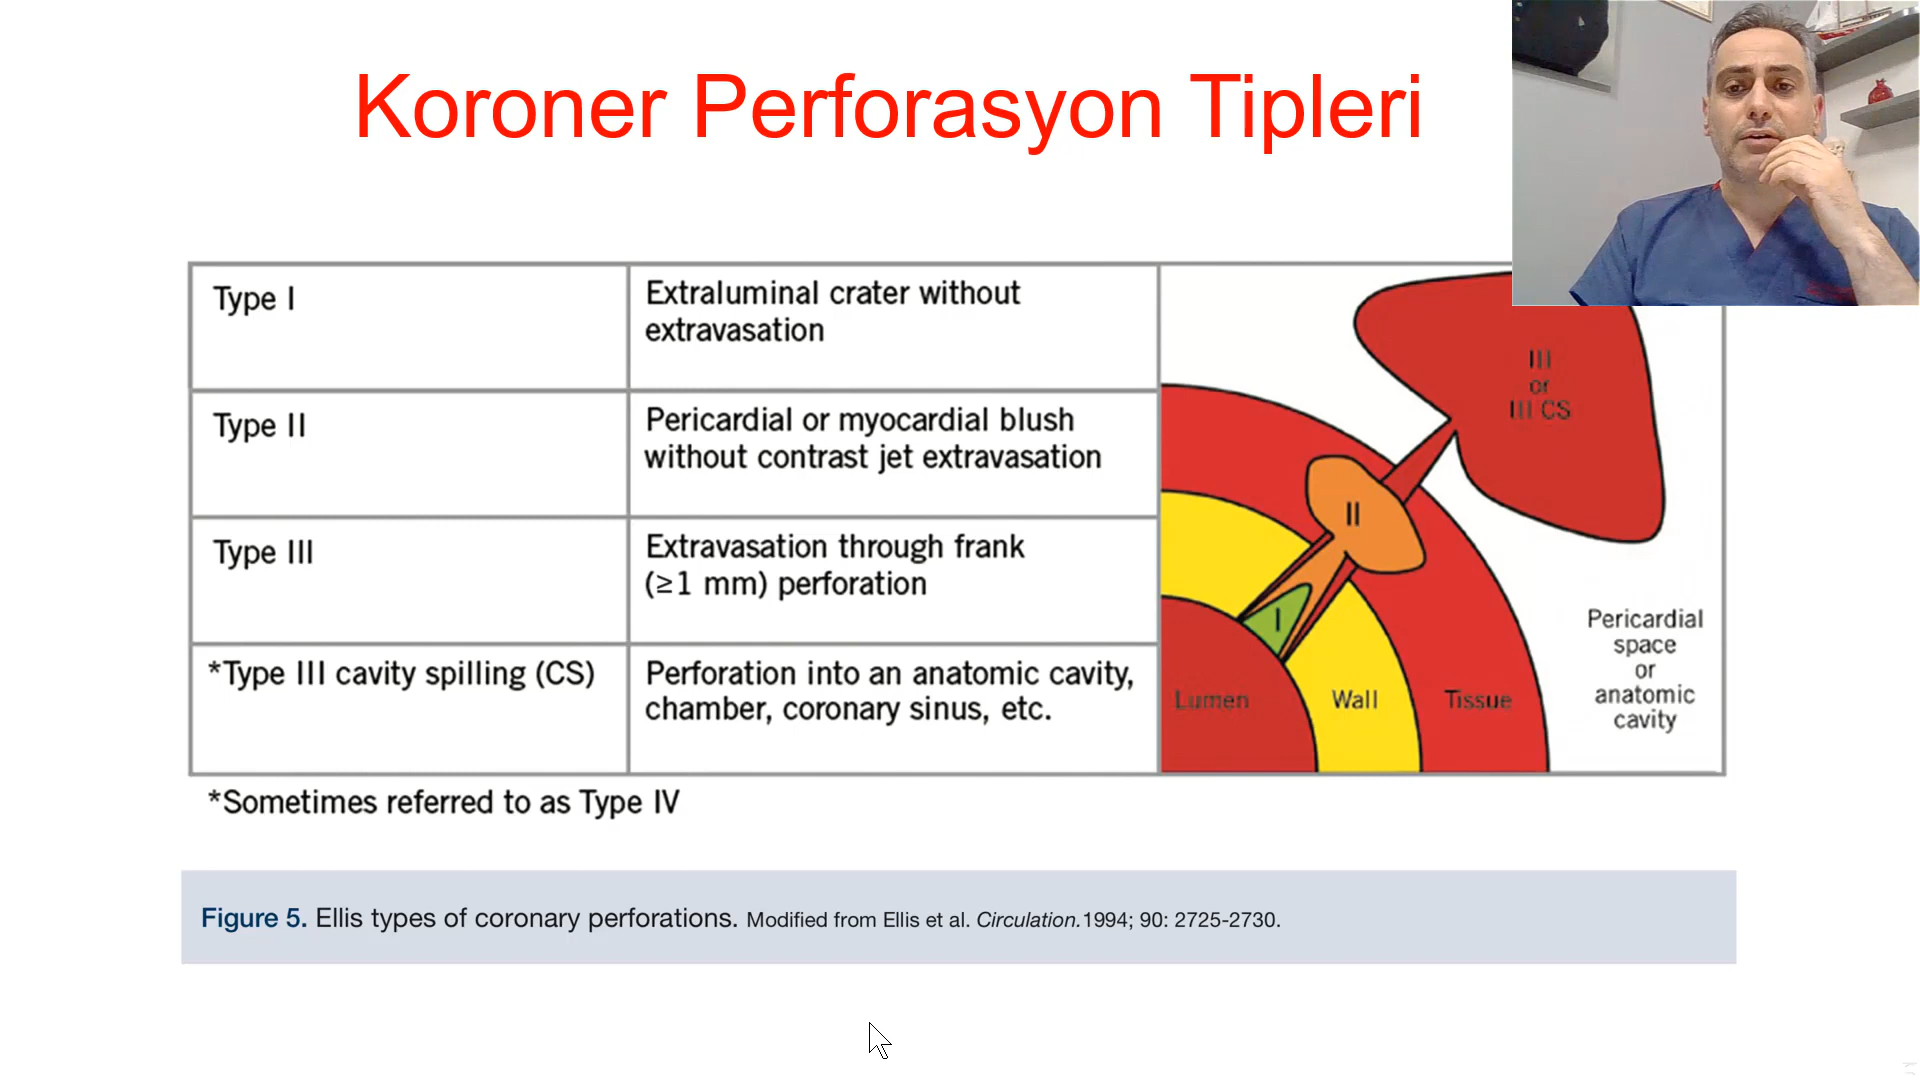 Koroner Perforasyon Tipleri
Type I
Extraluminal crater without
extravasation
Type II
Pericardial or myocardial blush
without contrast jet extravasation
Type III
Extravasation through frank
(≥1 mm) perforation
*Type III cavity spilling (CS)
Perforation into an anatomic cavity,
chamber, coronary sinus, etc.
III
or
III CS
II
I
Lumen
Wall
Tissue
Pericardial
space
or
anatomic
cavity
*Sometimes referred to as Type IV
Figure 5. Ellis types of coronary perforations. Modified from Ellis et al. Circulation.1994; 90: 2725-2730.